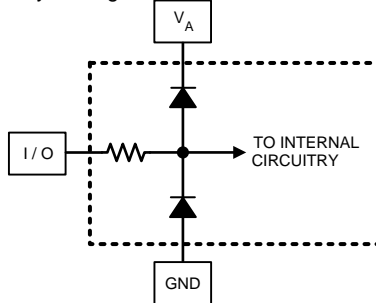 V_A
I / O
TO INTERNAL
CIRCUITRY
GND